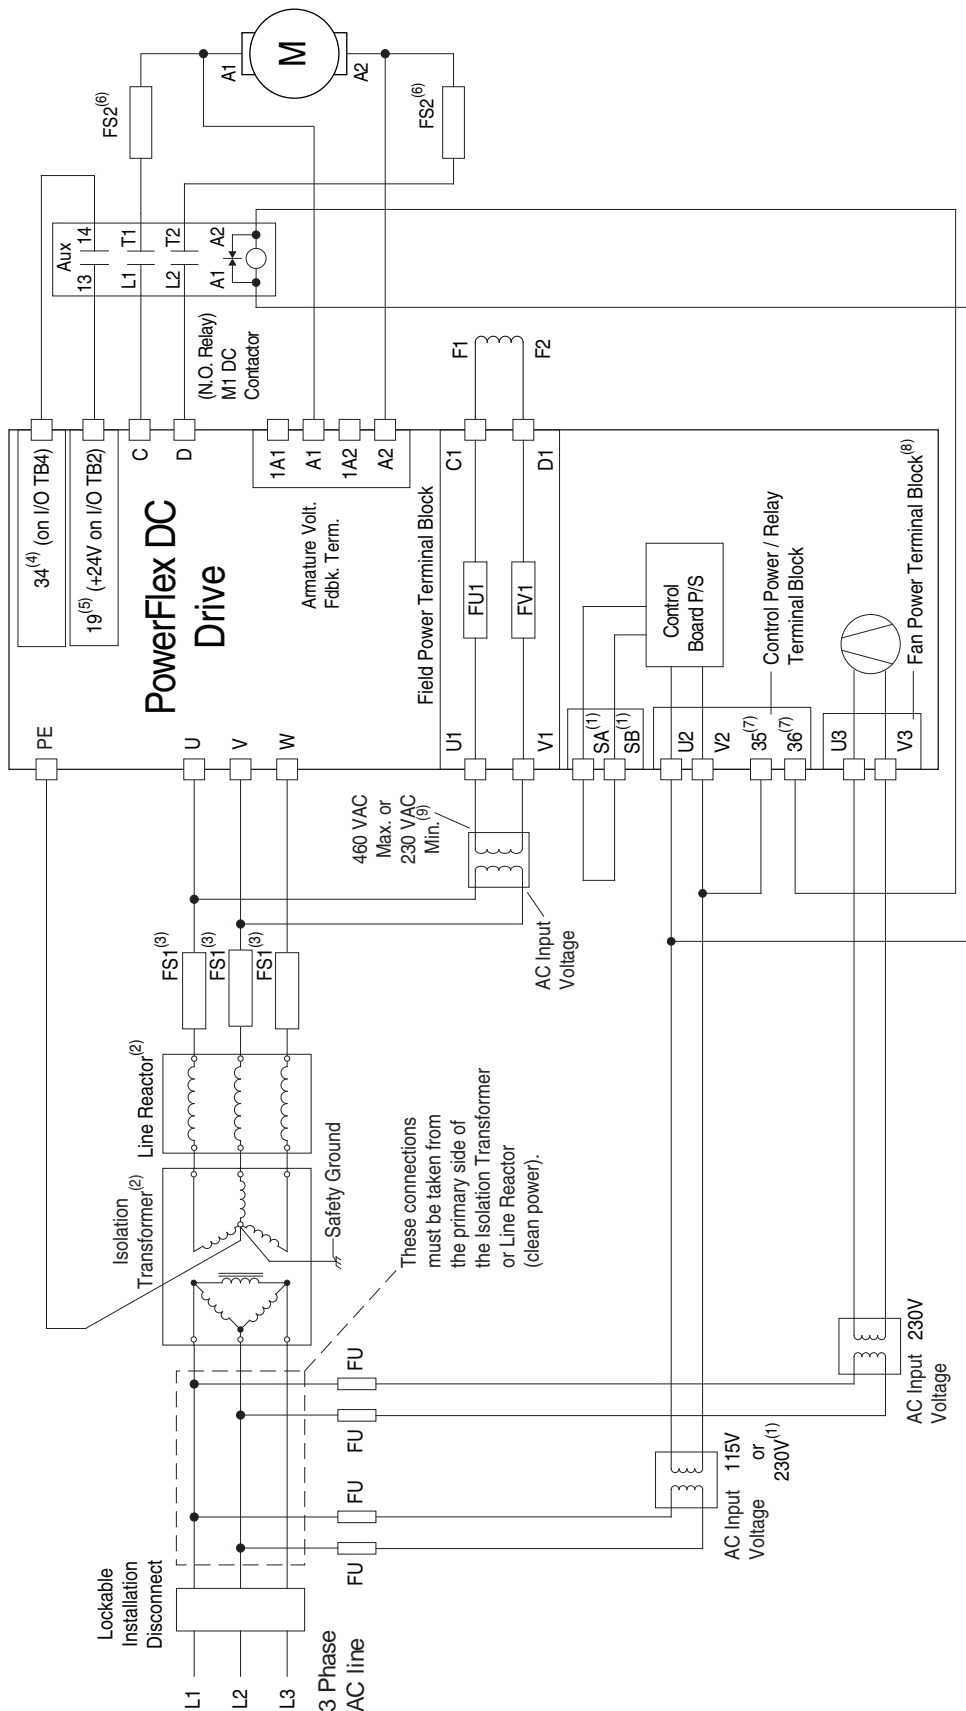 L1
L2
L3
3 Phase
AC line
Lockable
Installation
Disconnect
FU
FU
FU
FU
Isolation
Transformer(2)
Safety Ground
These connections
must be taken from
the primary side of
the Isolation Transformer
or Line Reactor
(clean power).
AC Input
Voltage
115V
or
230V(1)
AC Input
Voltage
230V
Line Reactor(2)
FS1(3)
FS1(3)
FS1(3)
AC Input
Voltage
460 VAC
Max. or
230 VAC
Min.(9)
PE
U
V
W
U1
V1
SA(1)
SB(1)
U2
V2
35(7)
36(7)
U3
V3
PowerFlex DC
Drive
34(4) (on I/O TB4)
19(5) (+24V on I/O TB2)
C
D
Armature Volt.
Fdbk. Term.
1A1
A1
1A2
A2
Field Power Terminal Block
FU1
FV1
C1
D1
Control
Board P/S
Control Power / Relay
Terminal Block
Fan Power Terminal Block(8)
F1
F2
(N.O. Relay)
M1 DC
Contactor
Aux
13
14
L1
T1
L2
T2
A1
A2
FS2(6)
FS2(6)
A1
A2
M